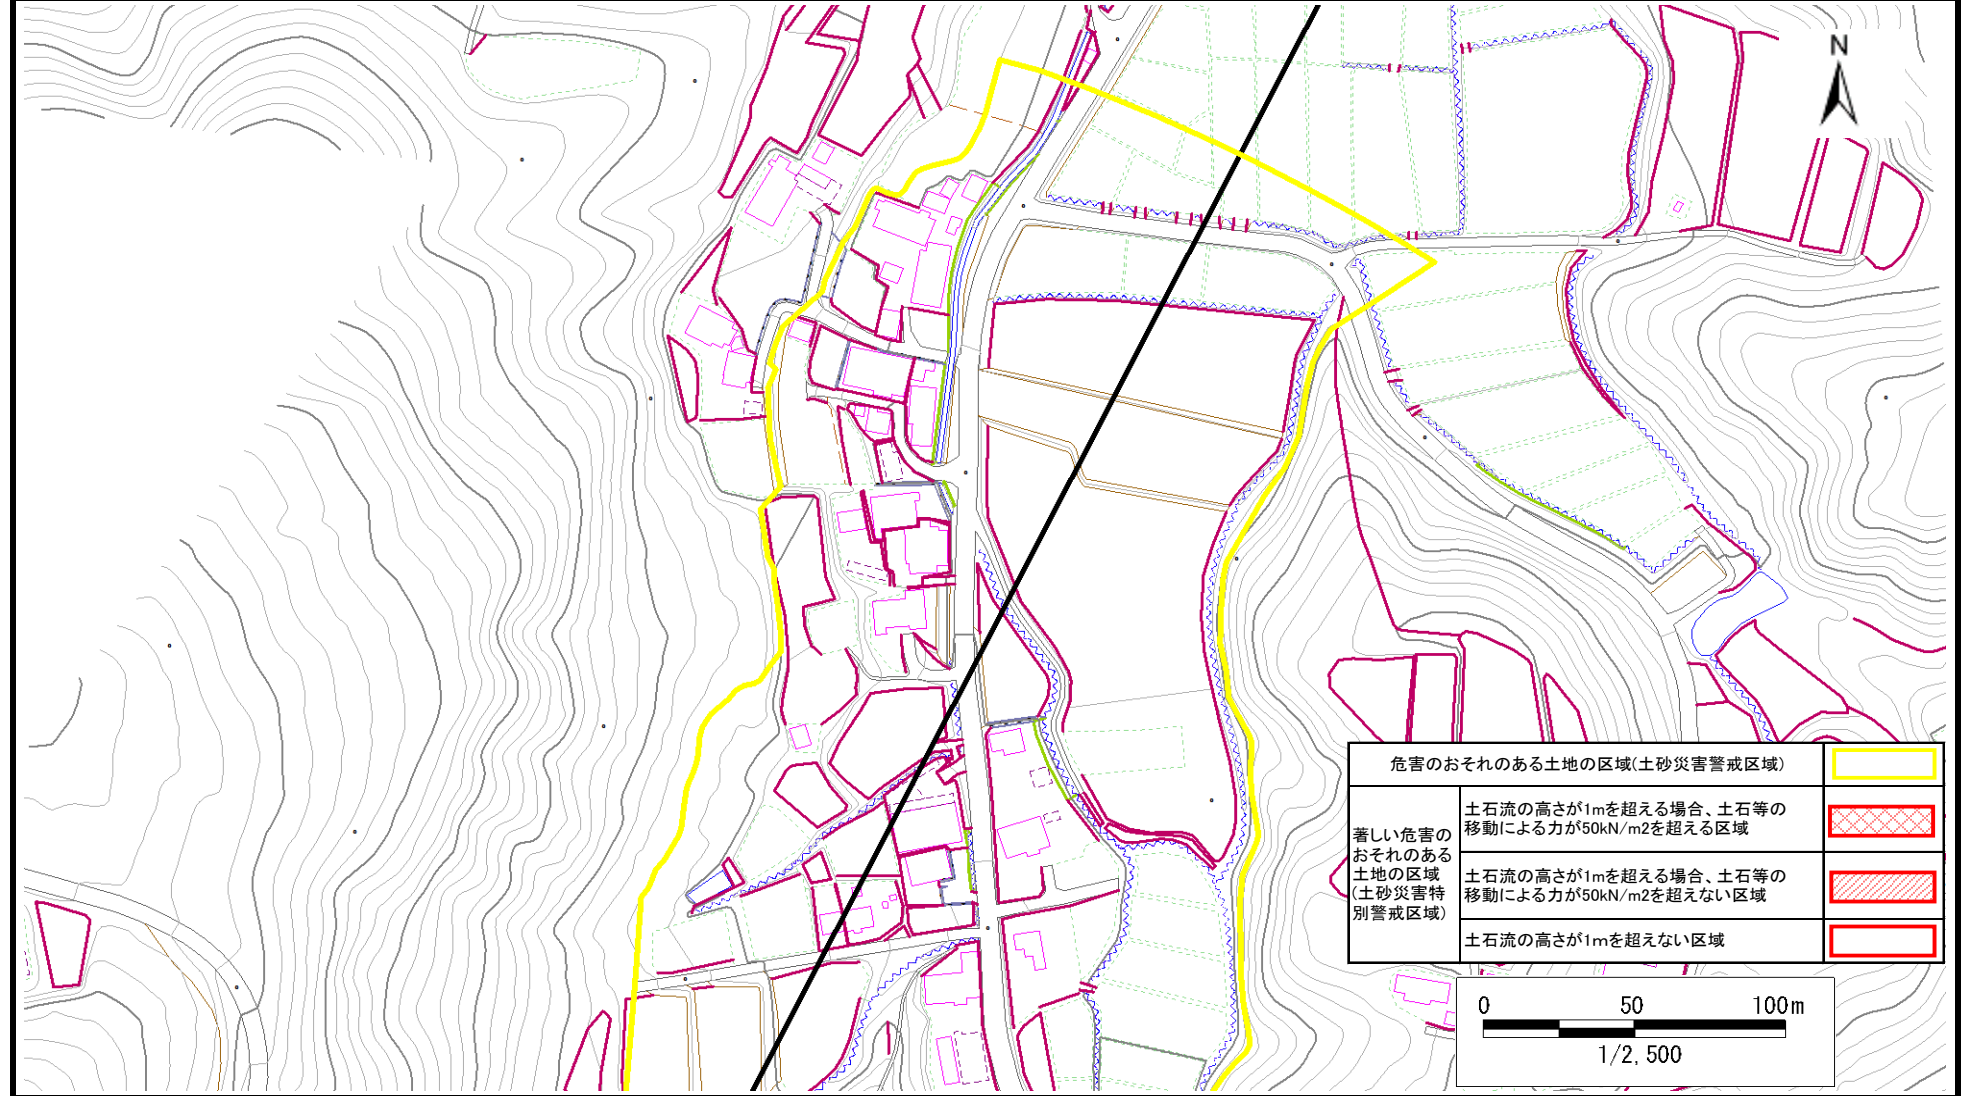 N
危害のおそれのある土地の区域(土砂災害警戒区域)
著しい危害の
おそれのある
土地の区域
(土砂災害特
別警戒区域)
土石流の高さが1mを超える場合、土石等の
移動による力が50kN/m2を超える区域
土石流の高さが1mを超える場合、土石等の
移動による力が50kN/m2を超えない区域
土石流の高さが1mを超えない区域
0 50 100m
1/2,500